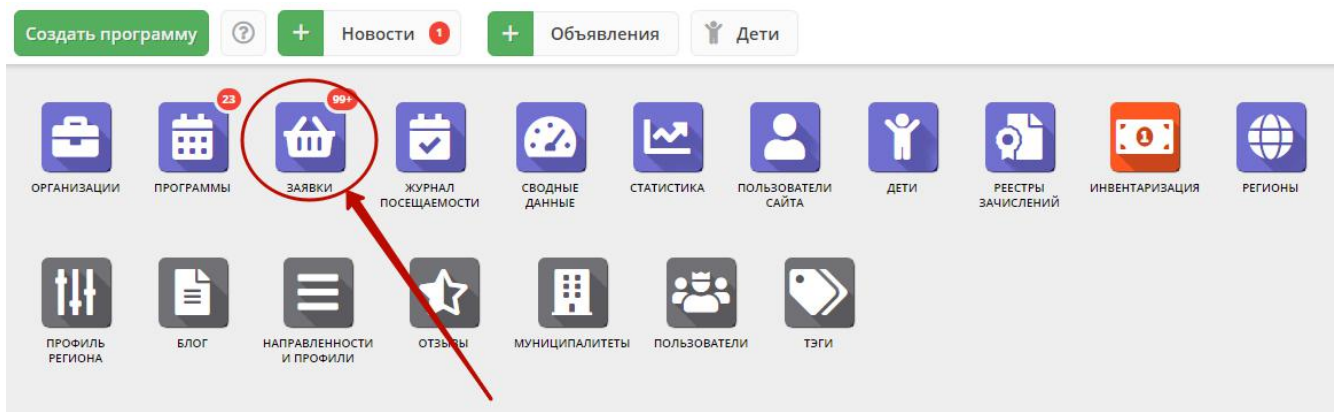 Создать программу ? + Новости 1 + Объявления Дети
23 99+
1
ОРГАНИЗАЦИИ ПРОГРАММЫ ЗАЯВКИ ЖУРНАЛ СВОДНЫЕ СТАТИСТИКА ПОЛЬЗОВАТЕЛИ ДЕТИ РЕЕСТРЫ ИНВЕНТАРИЗАЦИЯ РЕГИОНЫ
ПОСЕЩАЕМОСТИ ДАННЫЕ САЙТА ЗАЧИСЛЕНИЙ
ПРОФИЛЬ БЛОГ НАПРАВЛЕННОСТИ ОТЗЫВЫ МУНИЦИПАЛИТЕТЫ ПОЛЬЗОВАТЕЛИ ТЭГИ
РЕГИОНА И ПРОФИЛИ